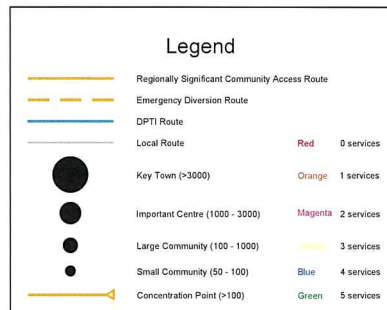 Legend
Regionally Significant Community Access Route
Emergency Diversion Route
DPTI Route
Local Route Red 0 services
Key Town (>3000) Orange 1 services
Important Centre (1000 - 3000) Magenta 2 services
Large Community (100 - 1000) 3 services
Small Community (50 - 100) Blue 4 services
Concentration Point (>100) Green 5 services